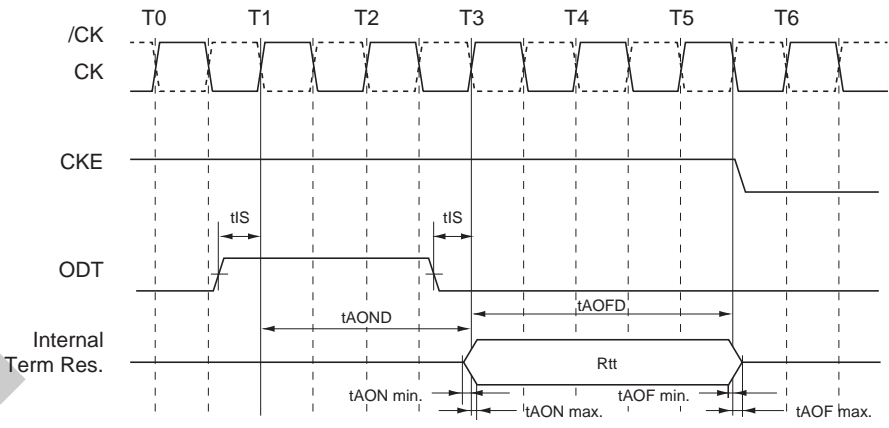 T0 T1 T2 T3 T4 T5 T6
/CK
CK
CKE
tIS tIS
ODT
tAOND tAOFD
Internal
Term Res.
Rtt
tAON min. tAOF min.
tAON max. tAOF max.